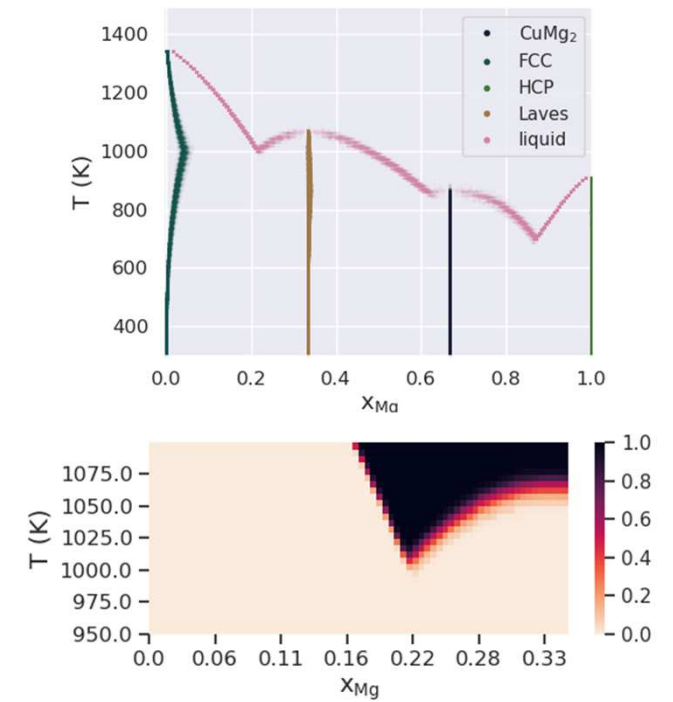 1400
1200
1000
800
600
400
T (K)
CuMg₂
FCC
HCP
Laves
liquid
0.0 0.2 0.4 0.6 0.8 1.0
xMg
1075.0
1050.0
1025.0
1000.0
975.0
950.0
T (K)
0.0 0.06 0.11 0.16 0.22 0.28 0.33
xMg
1.0
0.8
0.6
0.4
0.2
0.0